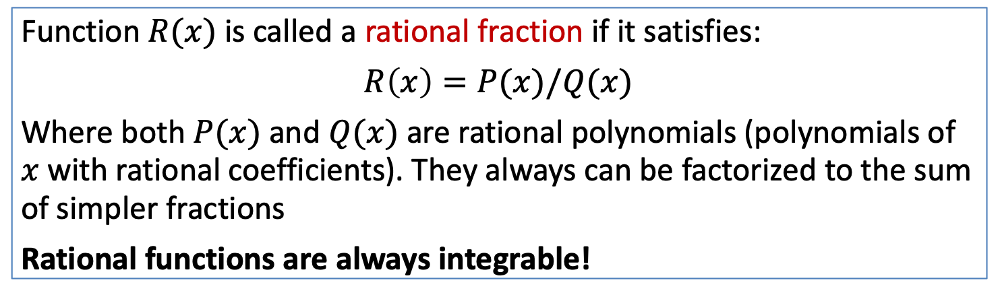 Function R(x) is called a rational fraction if it satisfies:
R(x) = P(x)/Q(x)
Where both P(x) and Q(x) are rational polynomials (polynomials of
x with rational coefficients). They always can be factorized to the sum
of simpler fractions
Rational functions are always integrable!